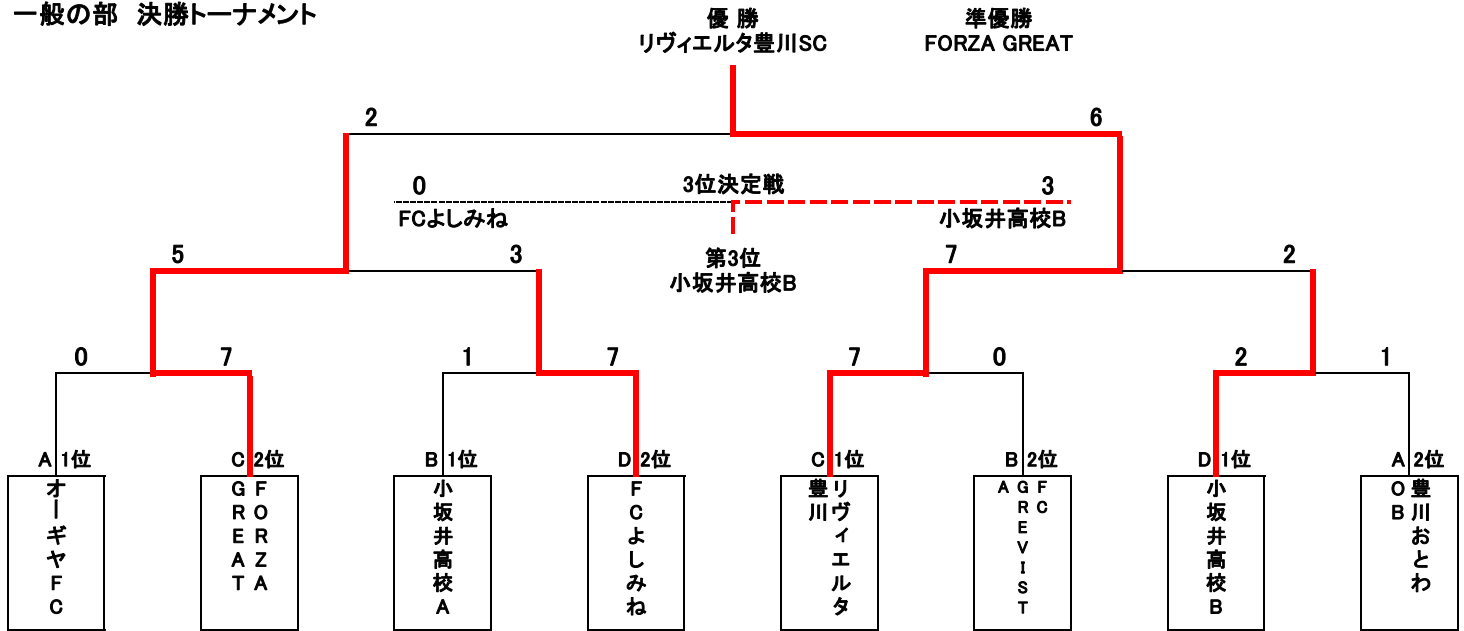 一般の部　決勝トーナメント
優 勝
リヴィエルタ豊川SC
準優勝
FORZA GREAT
2
6
0
3位決定戦
3
FCよしみね
小坂井高校B
第3位
小坂井高校B
5
3
7
2
0
7
1
7
7
0
2
1
A 1位
C 2位
B 1位
D 2位
C 1位
B 2位
D 1位
A 2位
オーギヤFC
FORZA
GREAT
小坂井高校A
FCよしみね
リヴィエルタ
豊川
FC
GREVIST
A
小坂井高校B
豊川おとわ
OB